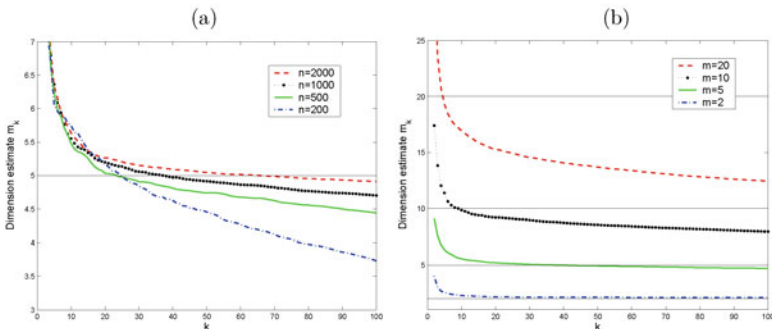 (a)
Dimension estimate m_k
7
6.5
6
5.5
5
4.5
4
3.5
3
n=2000
n=1000
n=500
n=200
0 10 20 30 40 50 60 70 80 90 100
k
(b)
Dimension estimate m_k
25
20
15
10
5
m=20
m=10
m=5
m=2
0 10 20 30 40 50 60 70 80 90 100
k